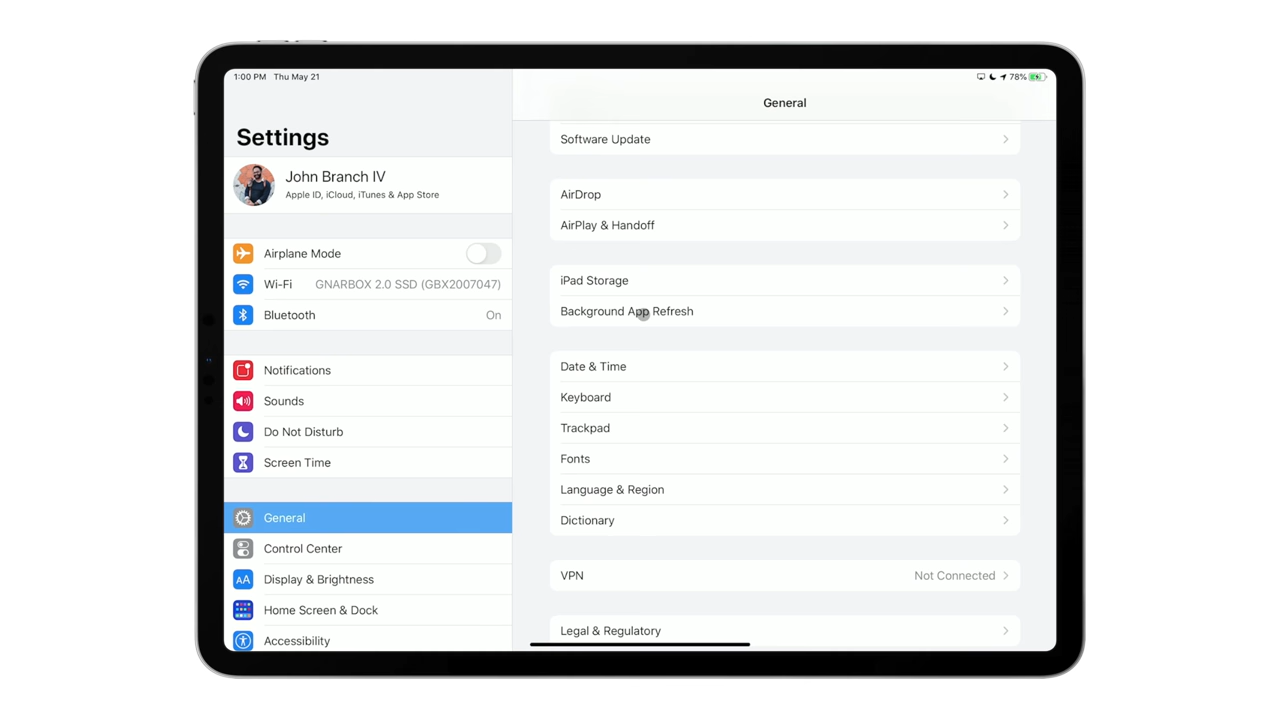 1:00 PM Thu May 21
78%
Settings
John Branch IV
Apple ID, iCloud, iTunes & App Store
Airplane Mode
Wi-Fi GNARBOX 2.0 SSD (GBX2007047)
Bluetooth On
Notifications
Sounds
Do Not Disturb
Screen Time
General
Control Center
AA Display & Brightness
Home Screen & Dock
Accessibility
General
Software Update
AirDrop
AirPlay & Handoff
iPad Storage
Background App Refresh
Date & Time
Keyboard
Trackpad
Fonts
Language & Region
Dictionary
VPN Not Connected
Legal & Regulatory